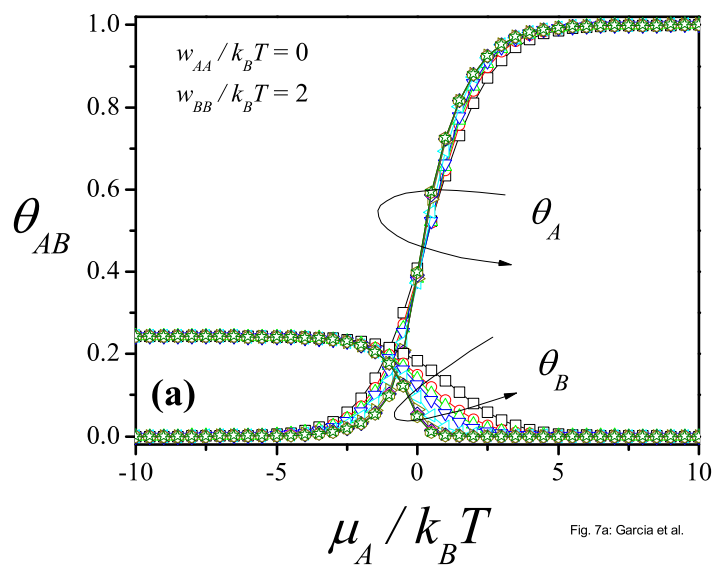 1.0
0.8
0.6
0.4
0.2
0.0
-10
-5
0
5
10
θ_AB
w_AA / k_B T = 0
w_BB / k_B T = 2
θ_A
θ_B
(a)
μ_A / k_B T
Fig. 7a: Garcia et al.